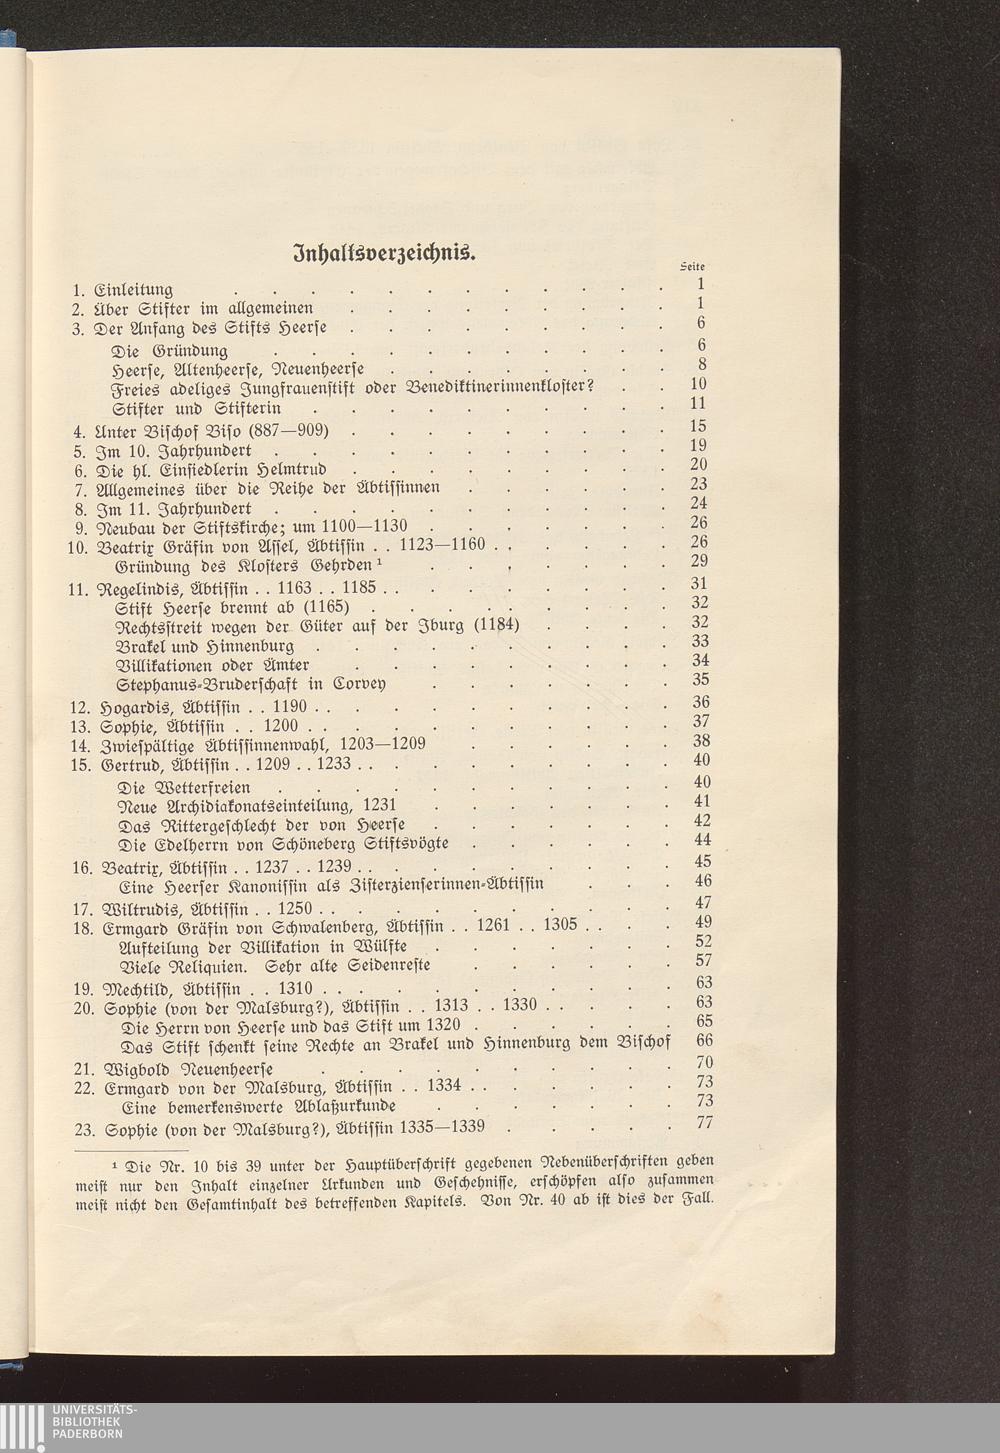 Inhaltsverzeichnis.
Seite
1. Einleitung . . . . . . . . . . . . 1
2. Über Stifter im allgemeinen . . . . . . . . . 1
3. Der Anfang des Stifts Heerse . . . . . . . . . 6
Die Gründung . . . . . . . . . . . 6
Heerse, Altenheerse, Neuenheerse . . . . . . . . 8
Freies adeliges Jungfrauenstift oder Benediktinerinnenkloster? . . 10
Stifter und Stifterin . . . . . . . . . . 11
4. Unter Bischof Biso (887—909) . . . . . . . . . 15
5. Im 10. Jahrhundert . . . . . . . . . . . 19
6. Die hl. Einsiedlerin Helmtrud . . . . . . . . . 20
7. Allgemeines über die Reihe der Äbtissinnen . . . . . . 23
8. Im 11. Jahrhundert . . . . . . . . . . . 24
9. Neubau der Stiftskirche; um 1100—1130 . . . . . . . 26
10. Beatrix Gräfin von Assel, Äbtissin . . 1123—1160 . . . . . . 26
Gründung des Klosters Gehrden ¹ . . . . . . . 29
11. Regelindis, Äbtissin . . 1163 . . 1185 . . . . . . . . . 31
Stift Heerse brennt ab (1165) . . . . . . . . . 32
Rechtsstreit wegen der Güter auf der Iburg (1184) . . . . 32
Brakel und Hinnenburg . . . . . . . . . . 33
Villikationen oder Ämter . . . . . . . . . 34
Stephanus-Bruderschaft in Corvey . . . . . . . 35
12. Hogardis, Äbtissin . . 1190 . . . . . . . . . . . 36
13. Sophie, Äbtissin . . 1200 . . . . . . . . . . . 37
14. Zwiespältige Äbtissinnenwahl, 1203—1209 . . . . . . 38
15. Gertrud, Äbtissin . . 1209 . . 1233 . . . . . . . . . . 40
Die Wetterfreien . . . . . . . . . . . 40
Neue Archidiakonatseinteilung, 1231 . . . . . . . 41
Das Rittergeschlecht der von Heerse . . . . . . . 42
Die Edelherrn von Schöneberg Stiftsvögte . . . . . . 44
16. Beatrix, Äbtissin . . 1237 . . 1239 . . . . . . . . . . 45
Eine Heerser Kanonissin als Zisterzienserinnen-Äbtissin . . . 46
17. Wiltrudis, Äbtissin . . 1250 . . . . . . . . . . . 47
18. Ermgard Gräfin von Schwalenberg, Äbtissin . . 1261 . . 1305 . . . . 49
Aufteilung der Villikation in Wülfte . . . . . . . 52
Viele Reliquien. Sehr alte Seidenreste . . . . . . 57
19. Mechtild, Äbtissin . . 1310 . . . . . . . . . . . 63
20. Sophie (von der Malsburg?), Äbtissin . . 1313 . . 1330 . . . . . 63
Die Herrn von Heerse und das Stift um 1320 . . . . . . 65
Das Stift schenkt seine Rechte an Brakel und Hinnenburg dem Bischof 66
21. Wigbold Neuenheerse . . . . . . . . . . 70
22. Ermgard von der Malsburg, Äbtissin . . 1334 . . . . . . . 73
Eine bemerkenswerte Ablaßurkunde . . . . . . . 73
23. Sophie (von der Malsburg?), Äbtissin 1335—1339 . . . . . 77
¹ Die Nr. 10 bis 39 unter der Hauptüberschrift gegebenen Nebenüberschriften geben
meist nur den Inhalt einzelner Urkunden und Geschehnisse, erschöpfen also zusammen
meist nicht den Gesamtinhalt des betreffenden Kapitels. Von Nr. 40 ab ist dies der Fall.
UNIVERSITÄTS-
BIBLIOTHEK
PADERBORN